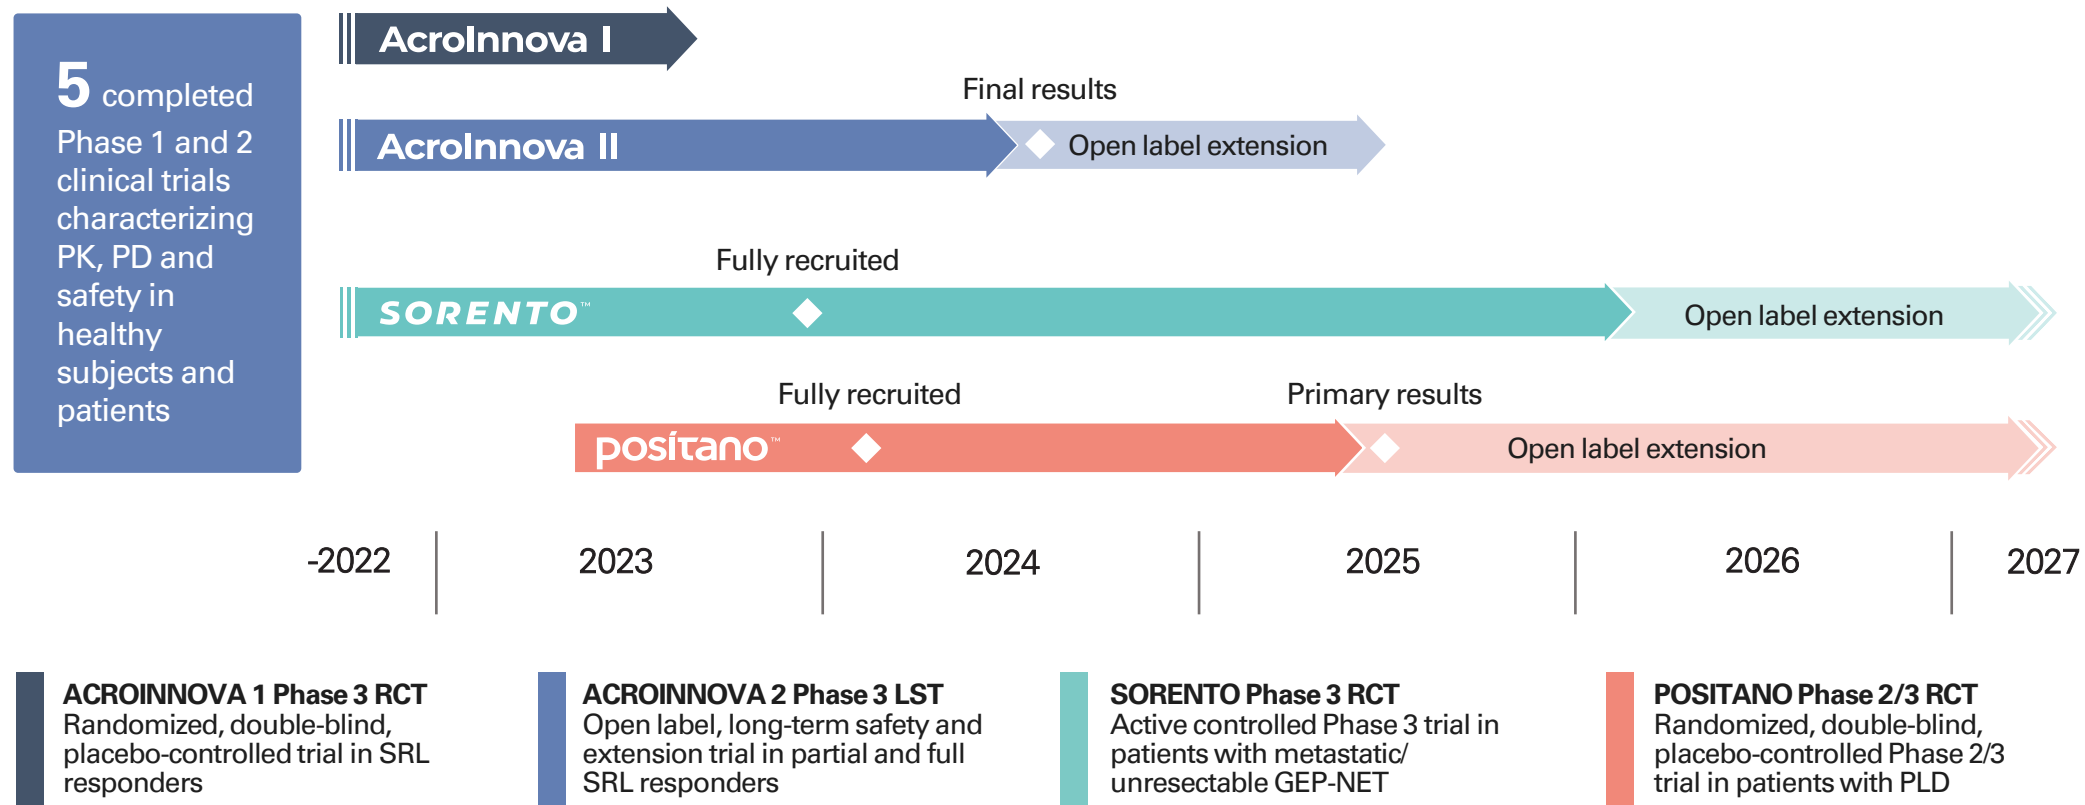 5 completed
Phase 1 and 2
clinical trials
characterizing
PK, PD and
safety in
healthy
subjects and
patients
AcroInnova I
Final results
AcroInnova II
Open label extension
Fully recruited
SORENTO™
Open label extension
Fully recruited
Primary results
posítano™
Open label extension
-2022
2023
2024
2025
2026
2027
ACROINNOVA 1 Phase 3 RCT
Randomized, double-blind,
placebo-controlled trial in SRL
responders
ACROINNOVA 2 Phase 3 LST
Open label, long-term safety and
extension trial in partial and full
SRL responders
SORENTO Phase 3 RCT
Active controlled Phase 3 trial in
patients with metastatic/
unresectable GEP-NET
POSITANO Phase 2/3 RCT
Randomized, double-blind,
placebo-controlled Phase 2/3
trial in patients with PLD